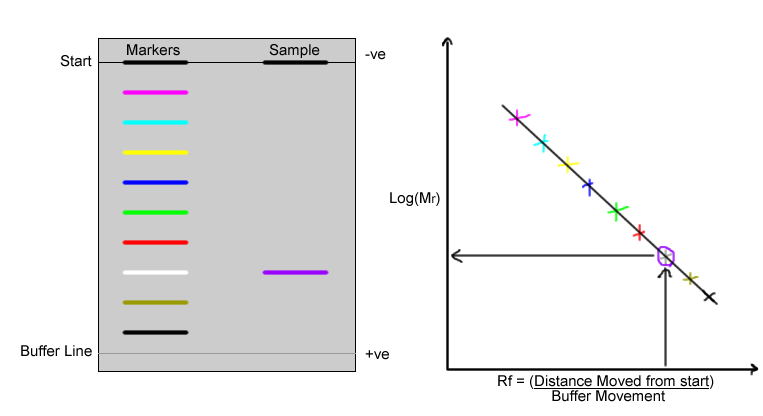 Markers
Sample
Start
-ve
Buffer Line
+ve
Log(Mr)
Rf = (Distance Moved from start)
Buffer Movement